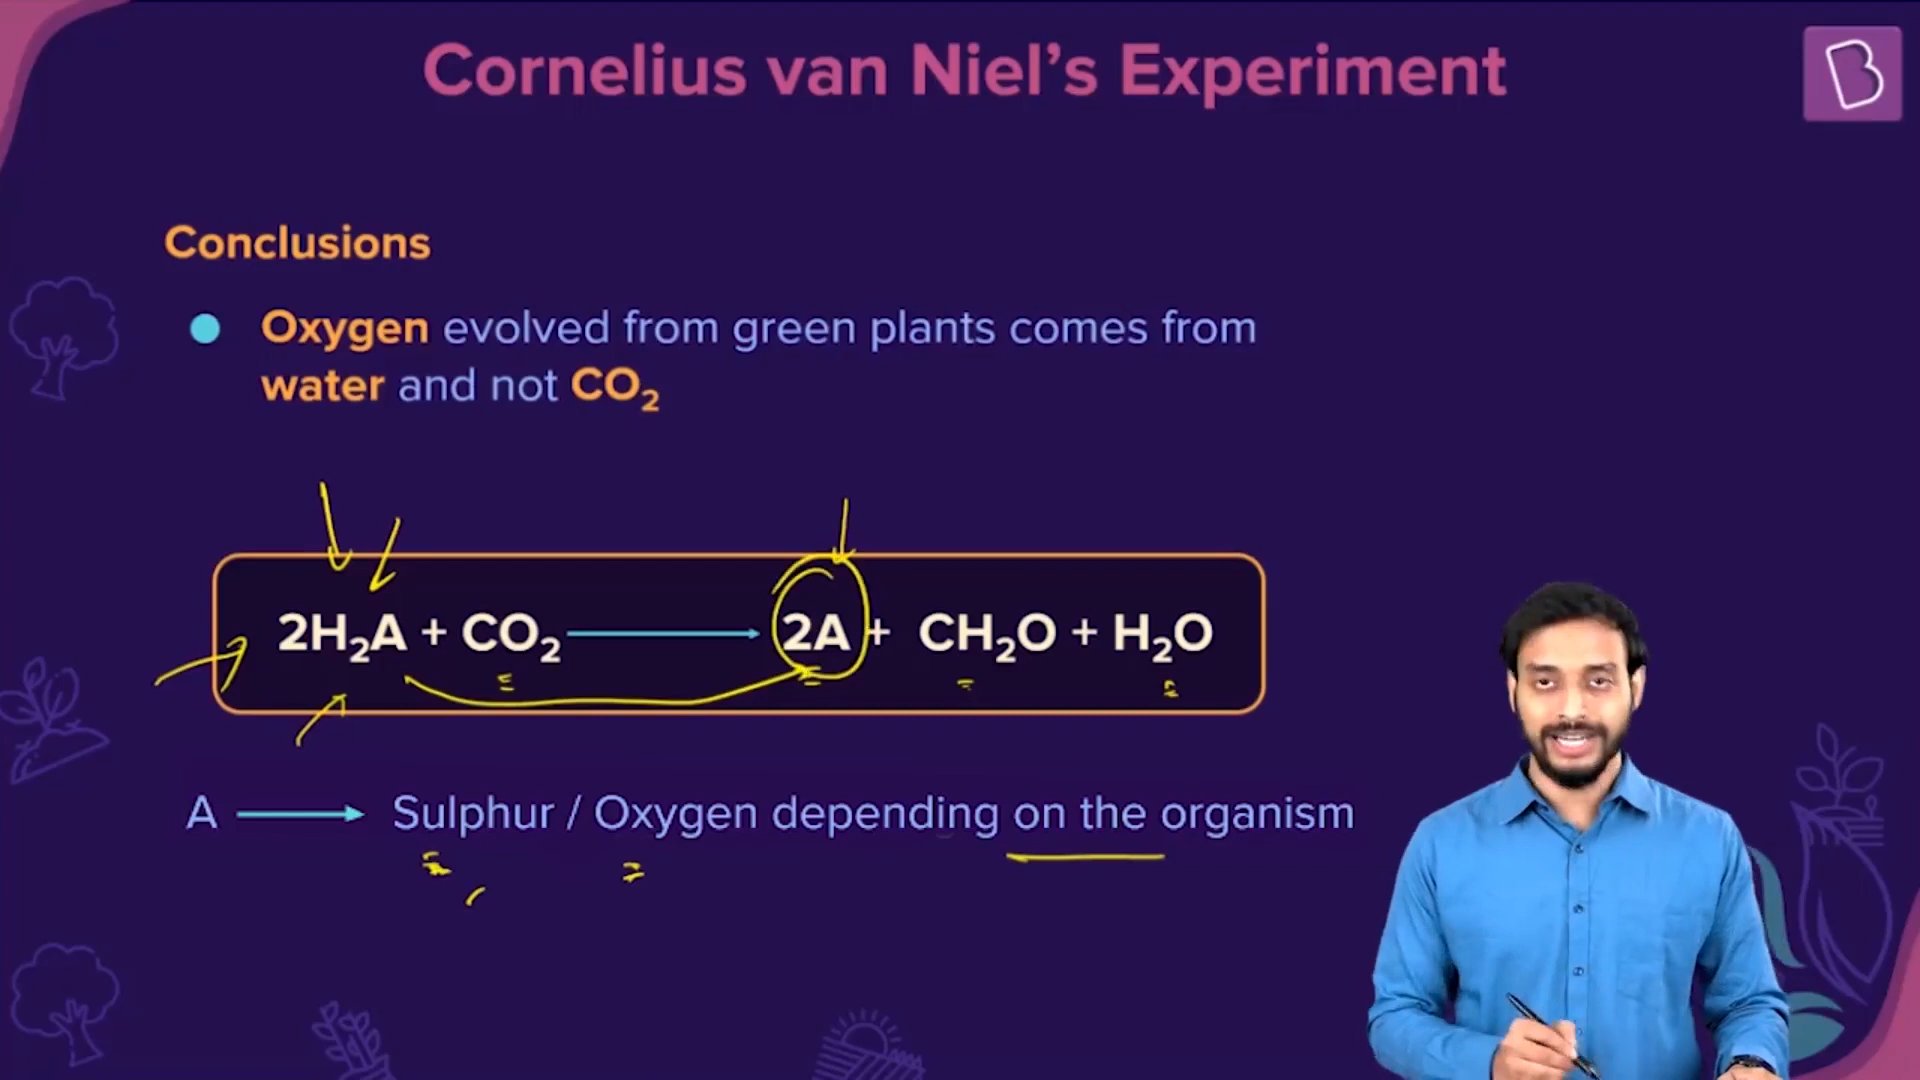 Cornelius van Niel's Experiment
B
Conclusions
Oxygen evolved from green plants comes from
water and not CO₂
2H₂A + CO₂ → 2A + CH₂O + H₂O
A → Sulphur / Oxygen depending on the organism